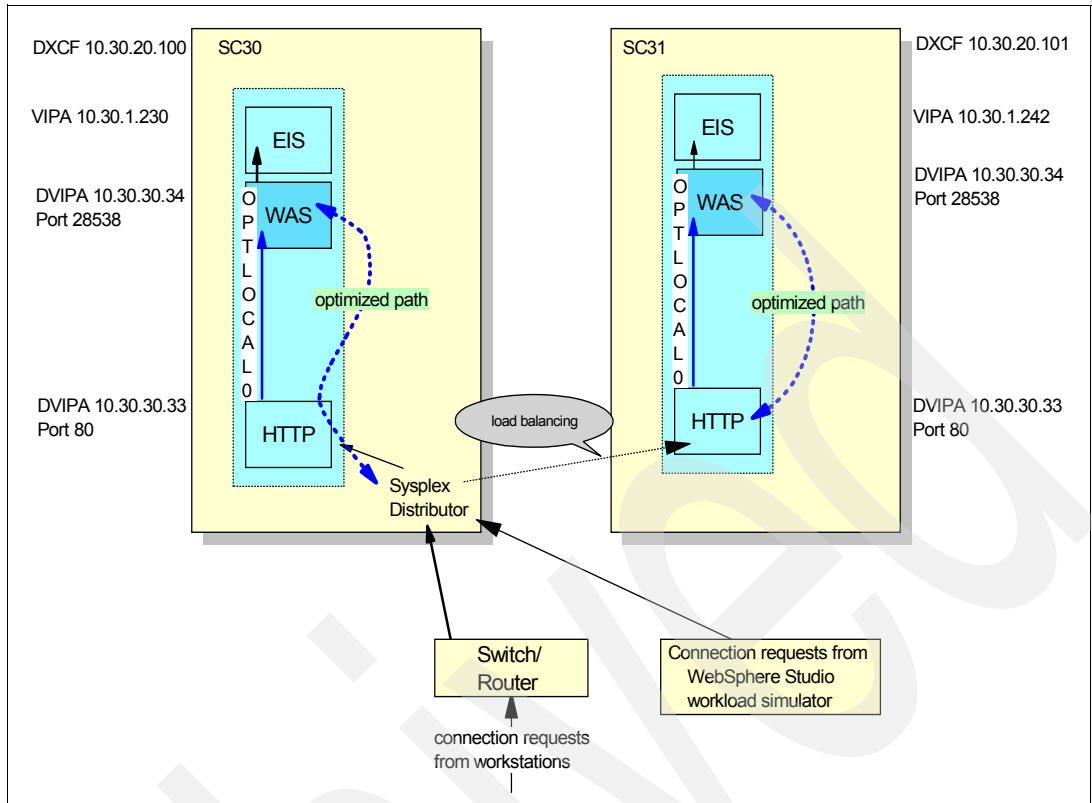 DXCF 10.30.20.100
SC30
SC31
DXCF 10.30.20.101
VIPA 10.30.1.230
EIS
EIS
VIPA 10.30.1.242
DVIPA 10.30.30.34
Port 28538
OPTLOCAL0
WAS
OPTLOCAL0
WAS
DVIPA 10.30.30.34
Port 28538
optimized path
optimized path
DVIPA 10.30.30.33
Port 80
HTTP
load balancing
HTTP
DVIPA 10.30.30.33
Port 80
Sysplex
Distributor
Switch/
Router
Connection requests from
WebSphere Studio
workload simulator
connection requests
from workstations